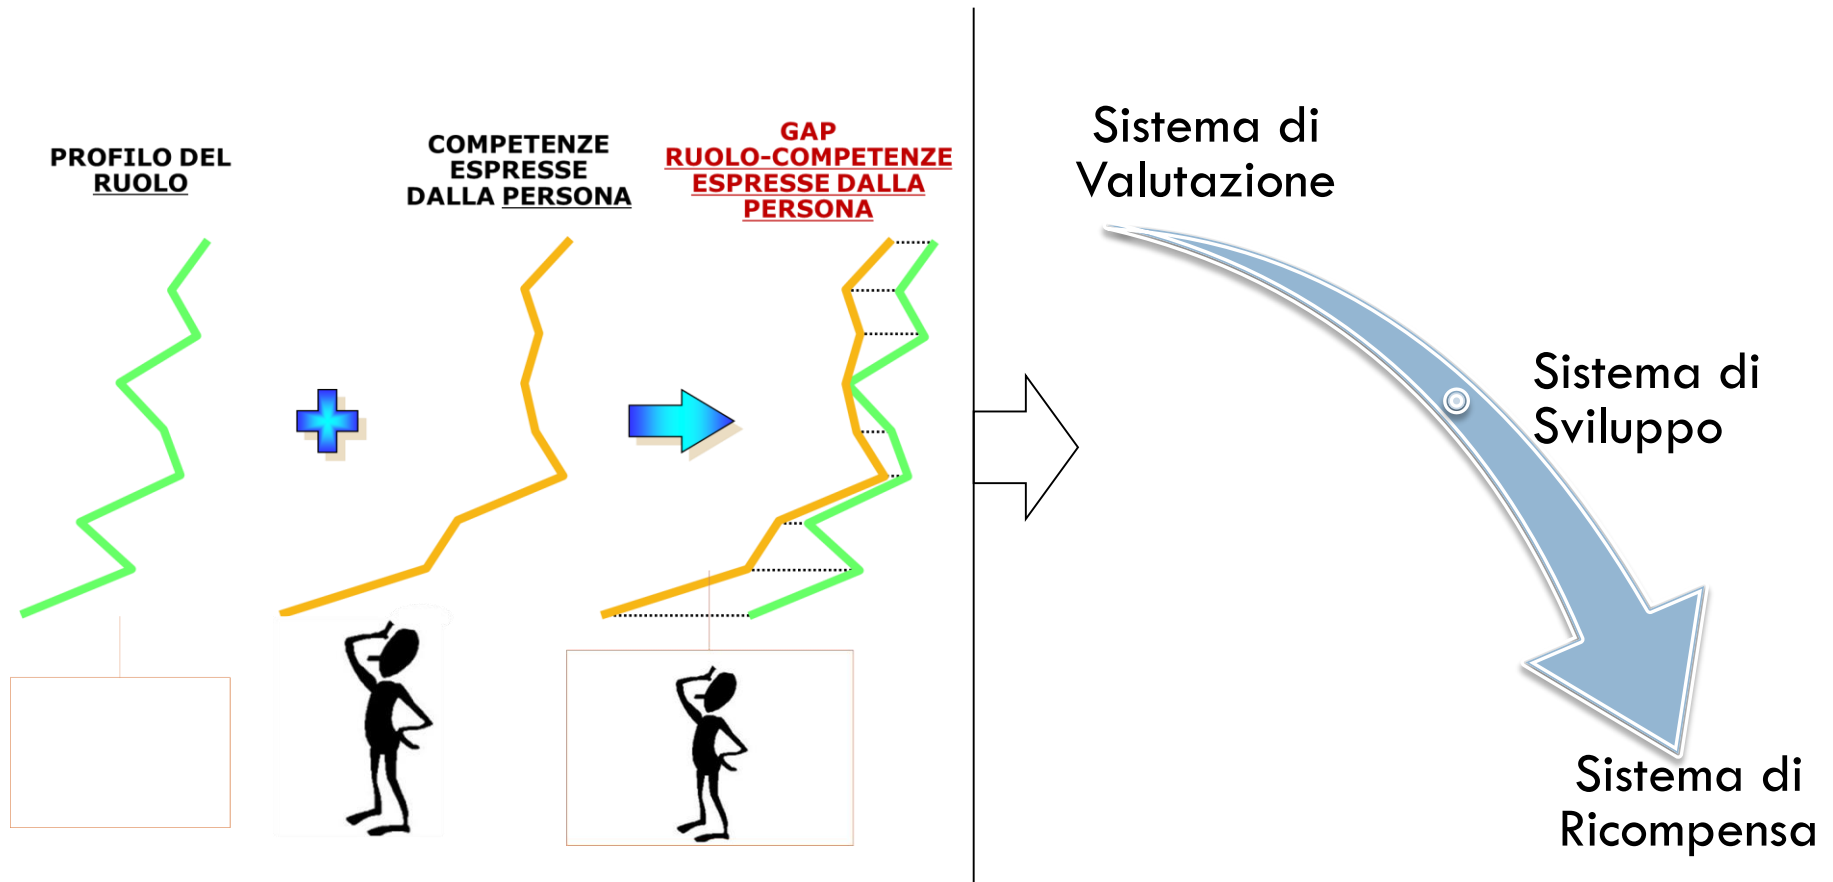 PROFILO DEL
RUOLO
COMPETENZE
ESPRESSE
DALLA PERSONA
GAP
RUOLO-COMPETENZE
ESPRESSE DALLA
PERSONA
Sistema di
Valutazione
Sistema di
Sviluppo
Sistema di
Ricompensa